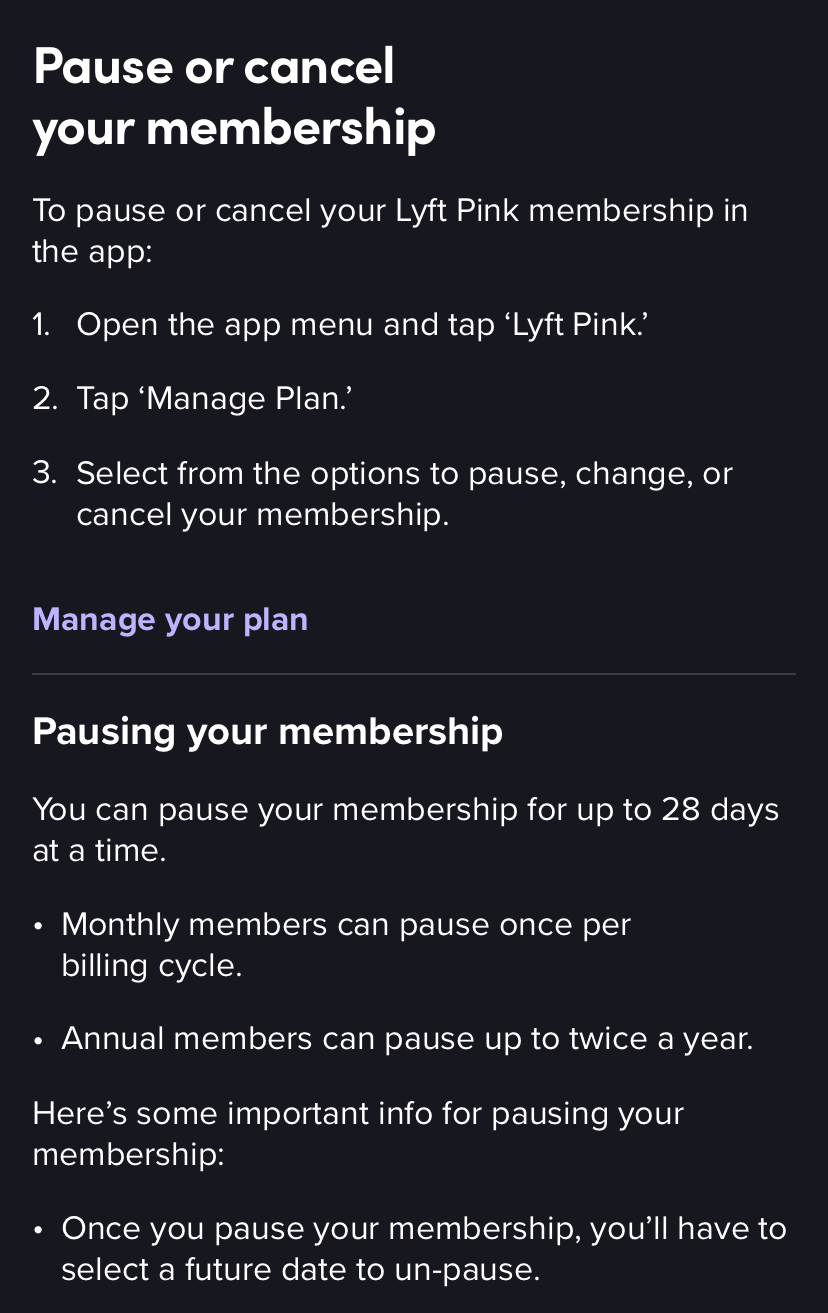 Pause or cancel
your membership
To pause or cancel your Lyft Pink membership in
the app:
1. Open the app menu and tap ‘Lyft Pink.’
2. Tap ‘Manage Plan.’
3. Select from the options to pause, change, or
cancel your membership.
Manage your plan
Pausing your membership
You can pause your membership for up to 28 days
at a time.
• Monthly members can pause once per
billing cycle.
• Annual members can pause up to twice a year.
Here’s some important info for pausing your
membership:
• Once you pause your membership, you’ll have to
select a future date to un-pause.